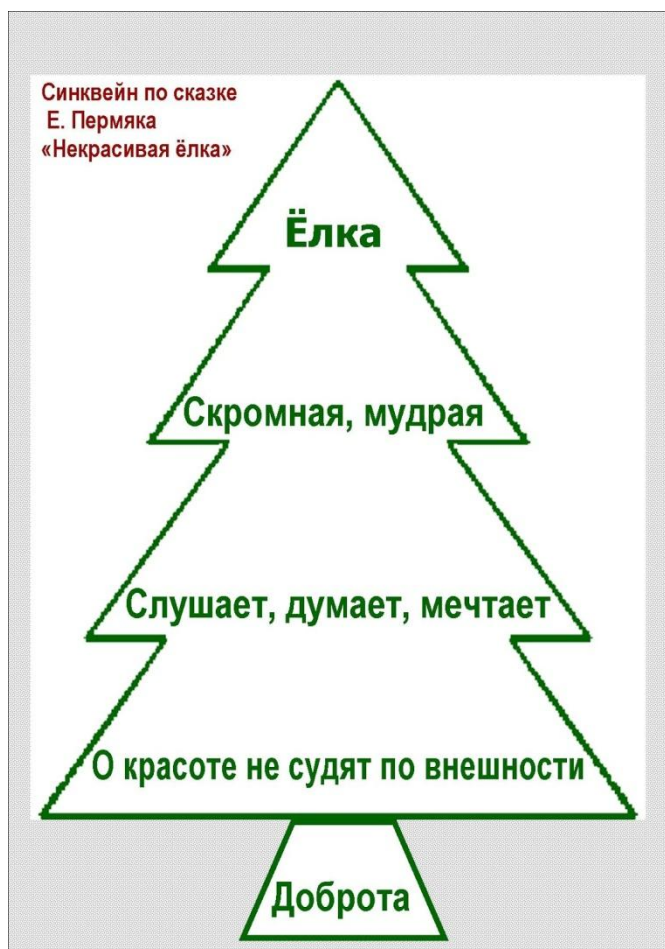 Синквейн по сказке
Е. Пермяка
«Некрасивая ёлка»
Ёлка
Скромная, мудрая
Слушает, думает, мечтает
О красоте не судят по внешности
Доброта